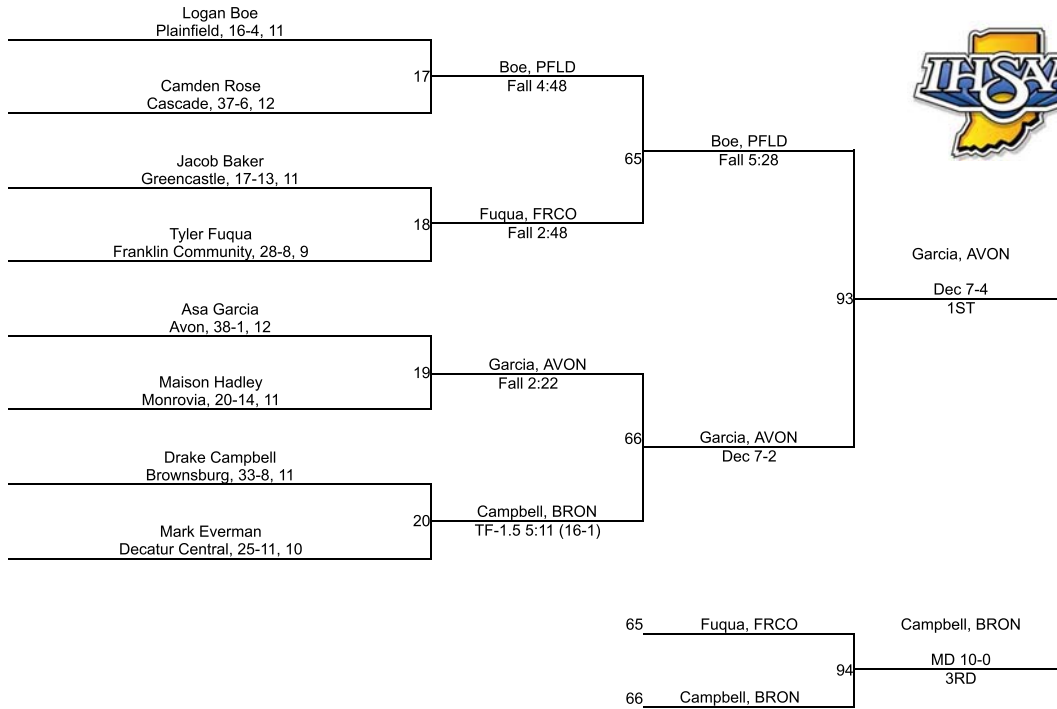 Logan Boe
Plainfield, 16-4, 11
17
Boe, PFLD
Fall 4:48
Camden Rose
Cascade, 37-6, 12
IHSAA
65
Boe, PFLD
Fall 5:28
Jacob Baker
Greencastle, 17-13, 11
18
Fuqua, FRCO
Fall 2:48
Tyler Fuqua
Franklin Community, 28-8, 9
93
Garcia, AVON
Dec 7-4
1ST
Asa Garcia
Avon, 38-1, 12
19
Garcia, AVON
Fall 2:22
Maison Hadley
Monrovia, 20-14, 11
66
Garcia, AVON
Dec 7-2
Drake Campbell
Brownsburg, 33-8, 11
20
Campbell, BRON
TF-1.5 5:11 (16-1)
Mark Everman
Decatur Central, 25-11, 10
65
Fuqua, FRCO
94
Campbell, BRON
MD 10-0
3RD
66
Campbell, BRON